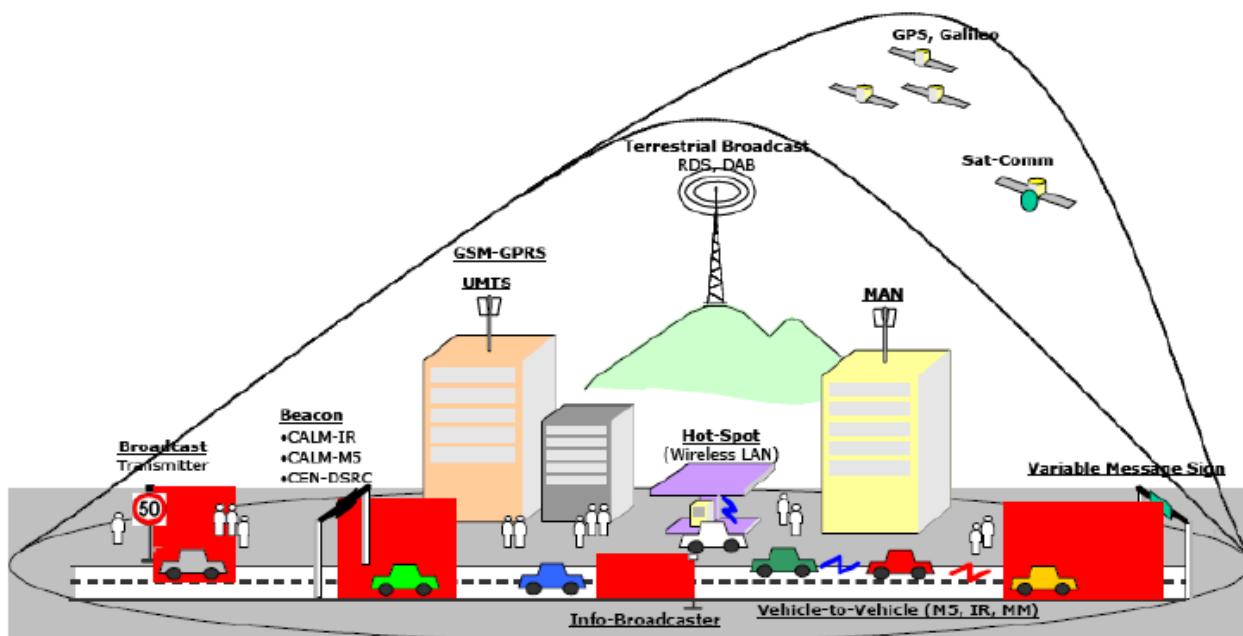 GPS, Galileo
Terrestrial Broadcast
RDS, DAB
Sat-Comm
GSM-GPRS
UMTS
MAN
Beacon
♦CALM-IR
♦CALM-M5
♦CEN-DSRC
Broadcast
Transmitter
Hot-Spot
(Wireless LAN)
Variable Message Sign
50
Info-Broadcaster
Vehicle-to-Vehicle (M5, IR, MM)